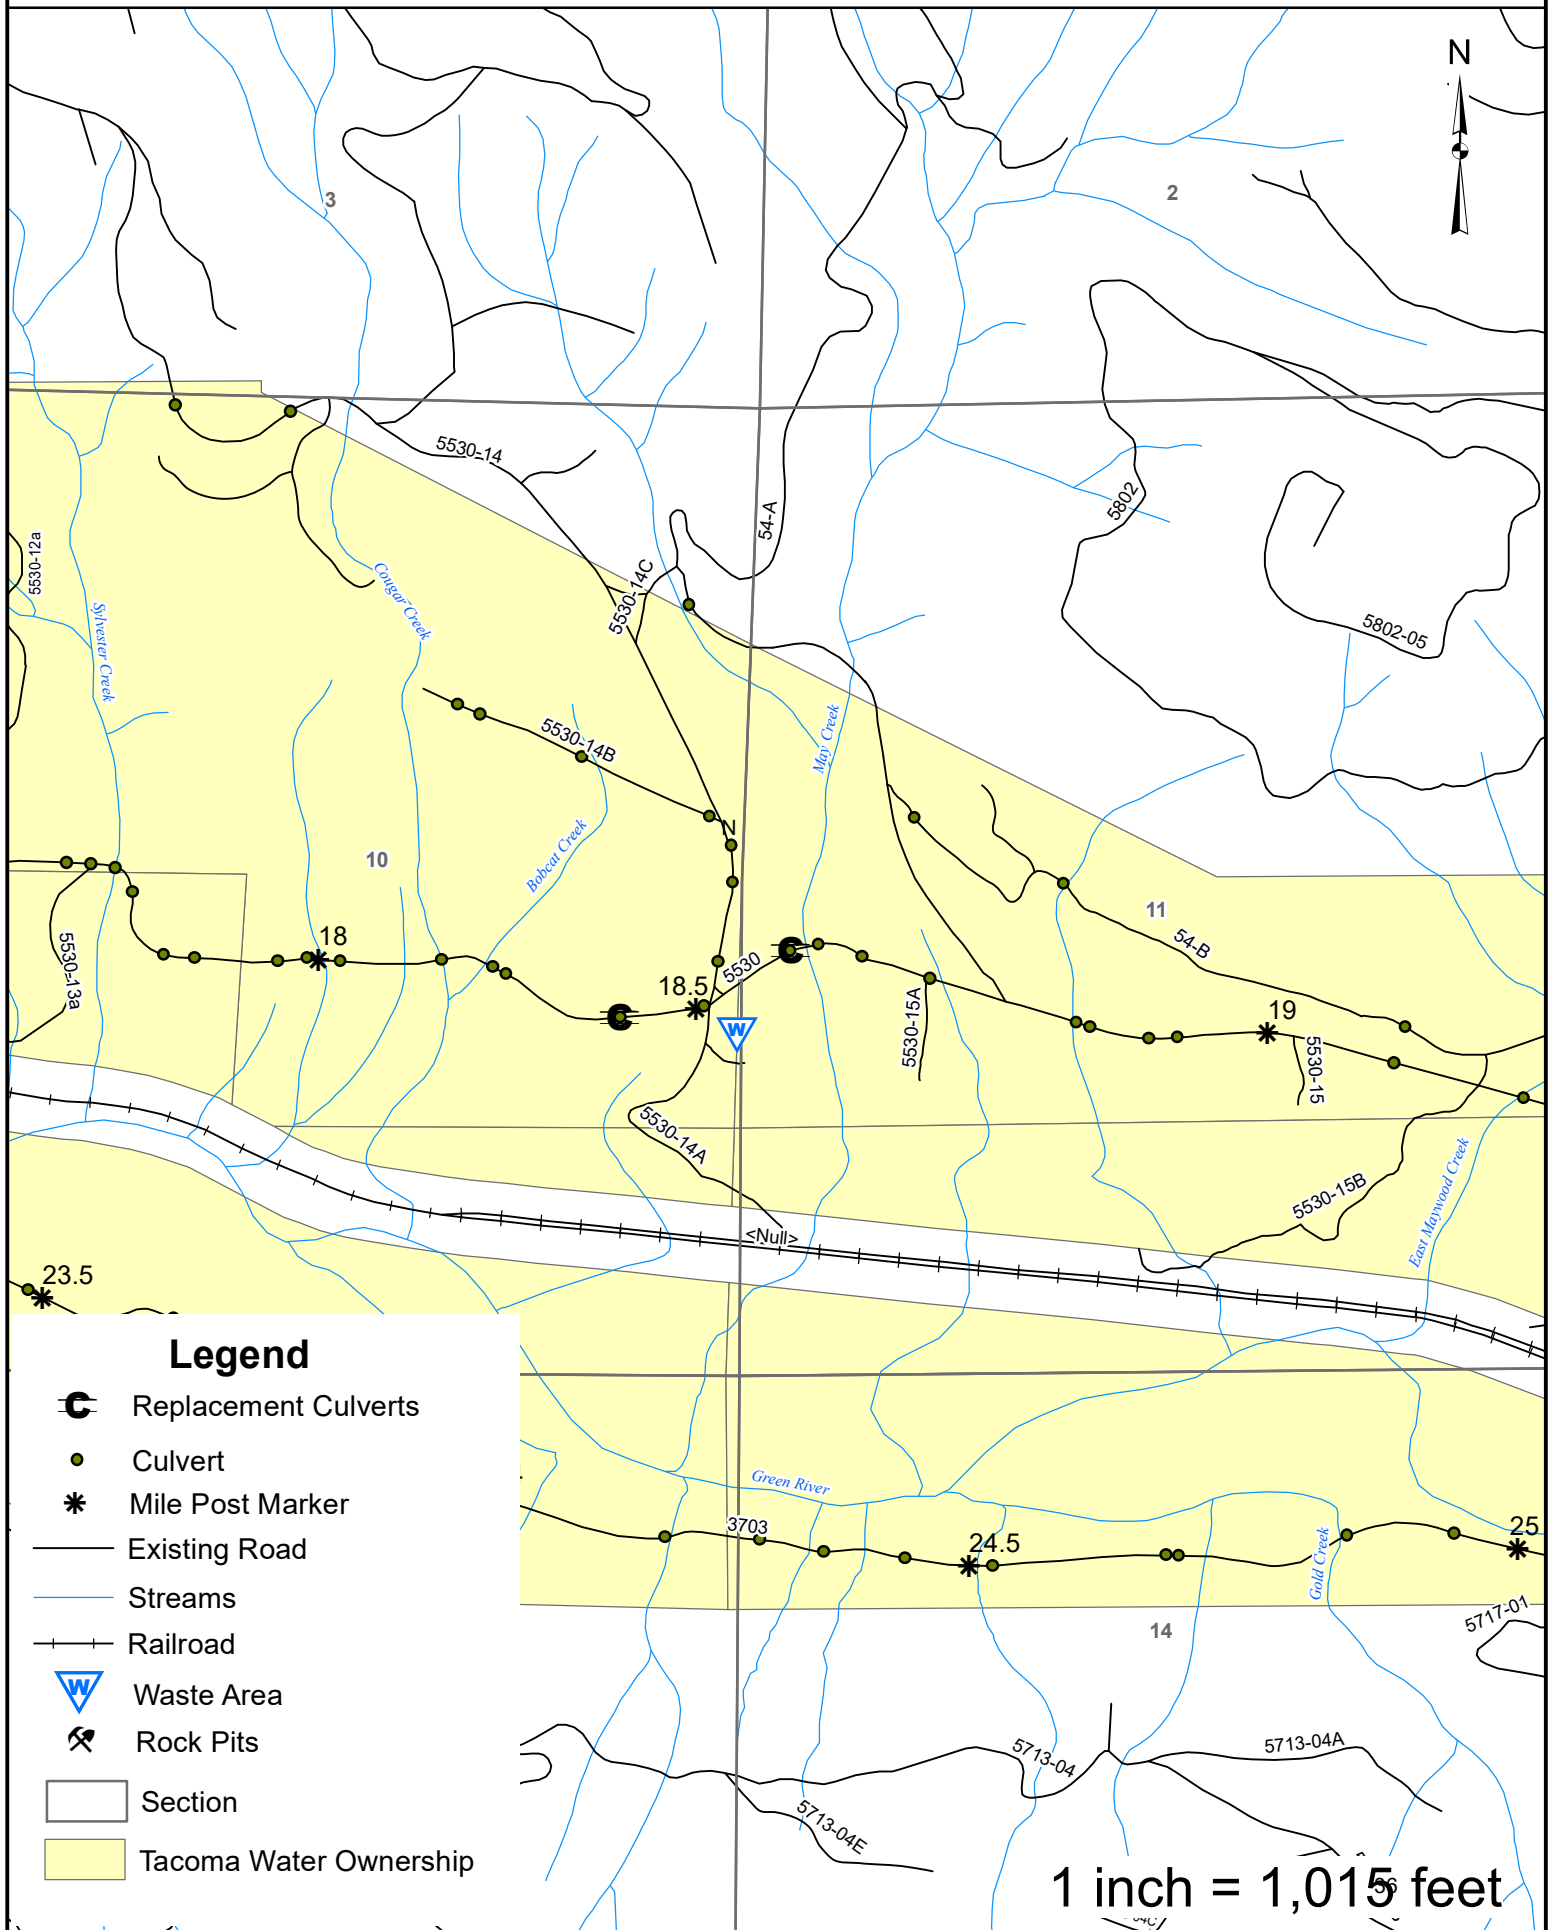 N
3
2
5530-14
54-A
5802
5530-12a
5530-14C
Cougar Creek
Sylvester Creek
5802-05
5530-14B
May Creek
N
Bobcat Creek
10
11
18
54-B
5530-13a
5530
18.5
W
5530-15A
19
5530-15
5530-14A
5530-15B
East Maywood Creek
<Null>
23.5
Legend
C Replacement Culverts
Culvert
Mile Post Marker
Existing Road
Streams
Railroad
W Waste Area
Rock Pits
Section
Tacoma Water Ownership
Green River
3703
24.5
25
Gold Creek
14
5717-01
5713-04
5713-04A
5713-04E
36
1 inch = 1,015 feet